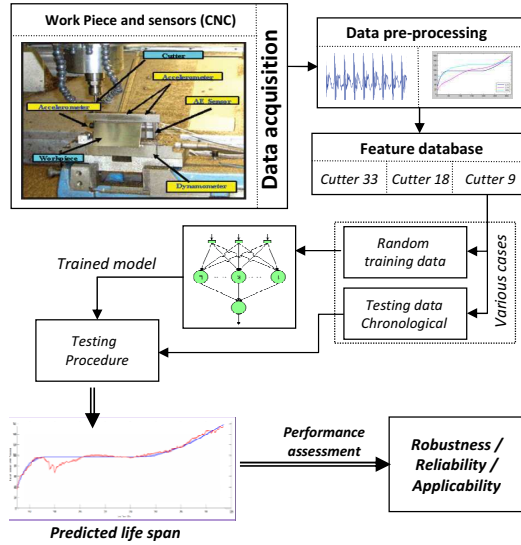 Work Piece and sensors (CNC)
Cutter
Accelerometer
Accelerometer
AE Sensor
Workpiece
Dynamometer
Data acquisition
Data pre-processing
Feature database
Cutter 33
Cutter 18
Cutter 9
Random
training data
Testing data
Chronological
Various cases
Trained model
Testing
Procedure
Performance
assessment
Robustness /
Reliability /
Applicability
Predicted life span